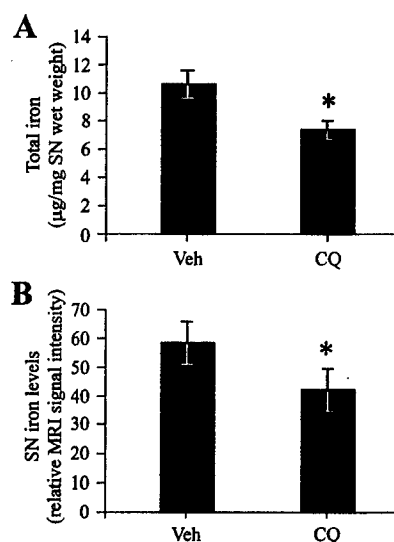 A
14
12
10
8
6
4
2
0
Total iron
(μg/mg SN wet weight)
*
Veh CQ
B
70
60
50
40
30
20
10
0
SN iron levels
(relative MRI signal intensity)
*
Veh CQ